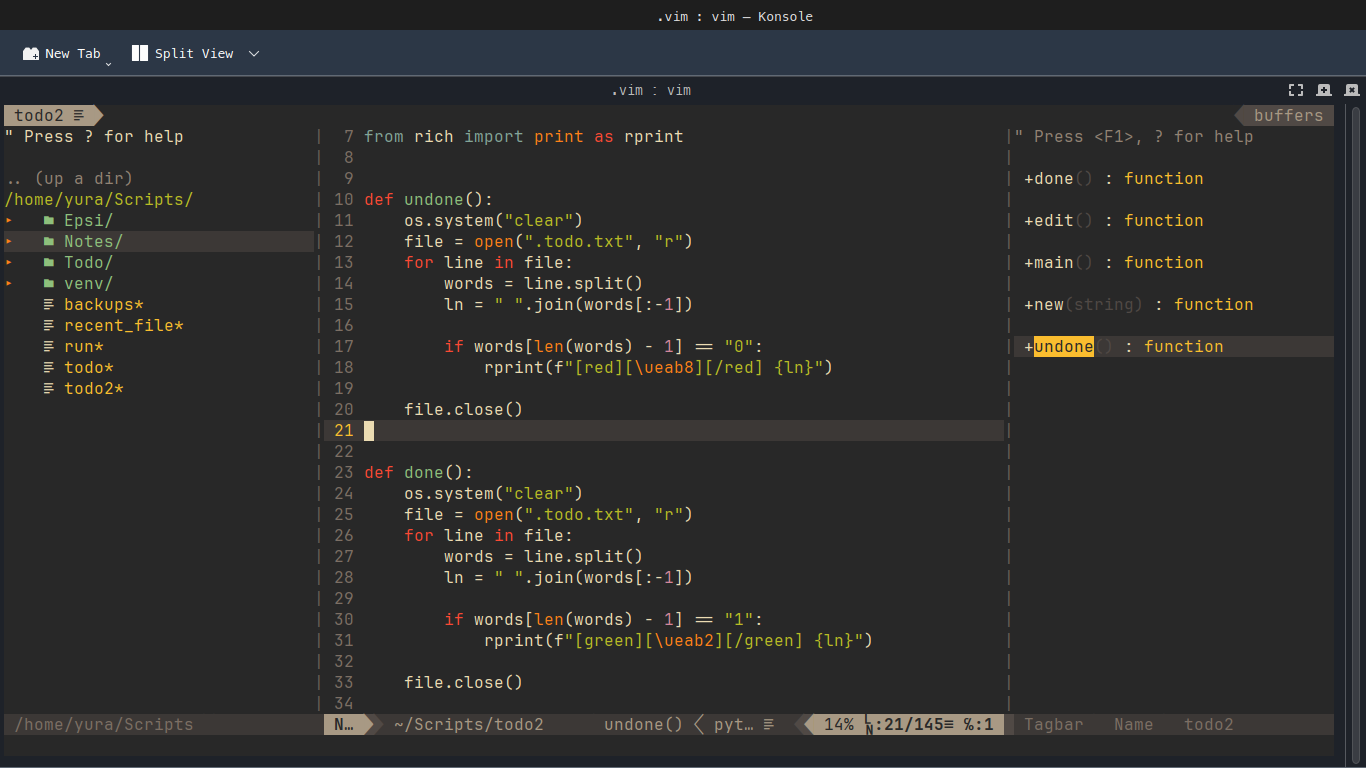 .vim : vim — Konsole
New Tab Split View
.vim : vim
todo2 buffers
" Press ? for help
.. (up a dir)
/home/yura/Scripts/
Epsi/
Notes/
Todo/
venv/
backups*
recent_file*
run*
todo*
todo2*
7 from rich import print as rprint
8
9
10 def undone():
11     os.system("clear")
12     file = open(".todo.txt", "r")
13     for line in file:
14         words = line.split()
15         ln = " ".join(words[:-1])
16
17         if words[len(words) - 1] == "0":
18             rprint(f"[red][\ueab8][/red] {ln}")
19
20     file.close()
21
22
23 def done():
24     os.system("clear")
25     file = open(".todo.txt", "r")
26     for line in file:
27         words = line.split()
28         ln = " ".join(words[:-1])
29
30         if words[len(words) - 1] == "1":
31             rprint(f"[green][\ueab2][/green] {ln}")
32
33     file.close()
34
" Press <F1>, ? for help
+done() : function
+edit() : function
+main() : function
+new(string) : function
+undone() : function
/home/yura/Scripts N… ~/Scripts/todo2 undone() pyt… 14% LN:21/145≡ %:1 Tagbar Name todo2